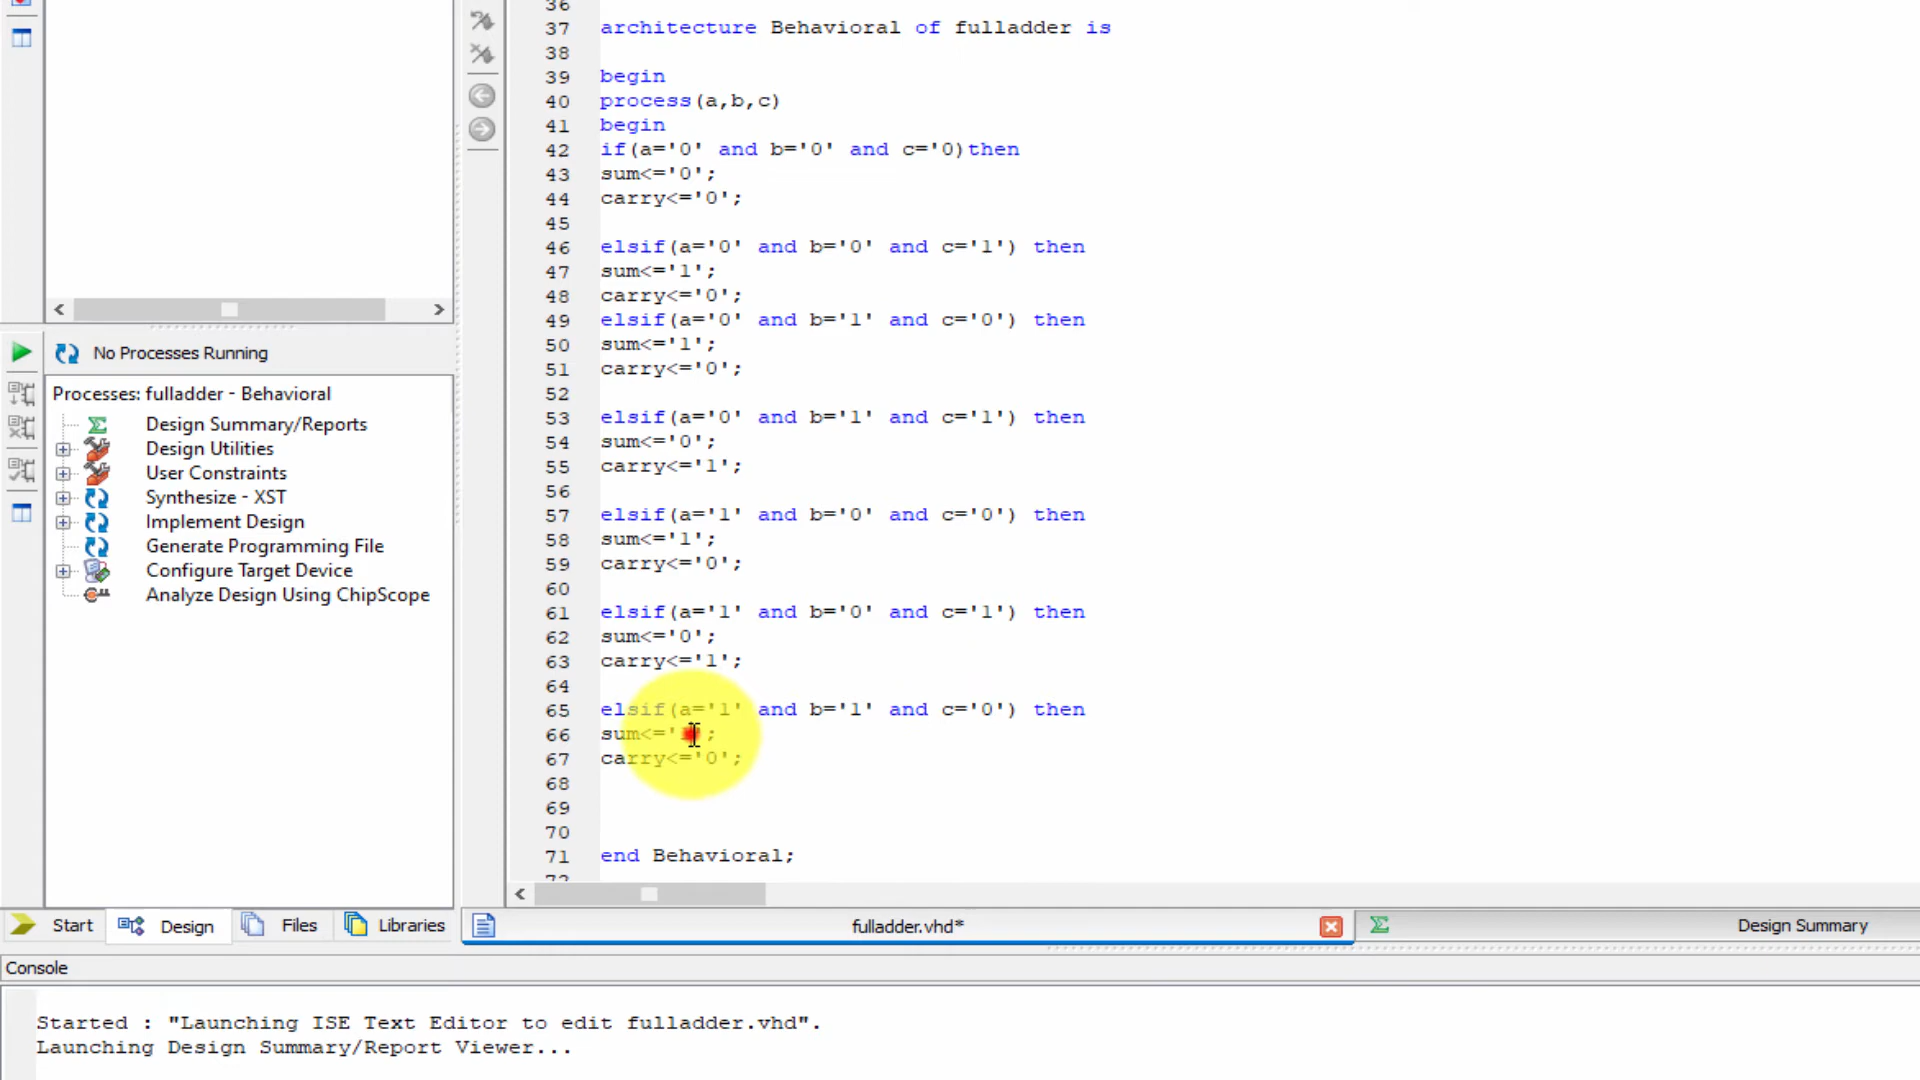 36
37 architecture Behavioral of fulladder is
38
39 begin
40 process(a,b,c)
41 begin
42 if(a='0' and b='0' and c='0)then
43 sum<='0';
44 carry<='0';
45
46 elsif(a='0' and b='0' and c='1') then
47 sum<='1';
48 carry<='0';
49 elsif(a='0' and b='1' and c='0') then
50 sum<='1';
51 carry<='0';
52
53 elsif(a='0' and b='1' and c='1') then
54 sum<='0';
55 carry<='1';
56
57 elsif(a='1' and b='0' and c='0') then
58 sum<='1';
59 carry<='0';
60
61 elsif(a='1' and b='0' and c='1') then
62 sum<='0';
63 carry<='1';
64
65 elsif(a='1' and b='1' and c='0') then
66 sum<=' ';
67 carry<='0';
68
69
70
71 end Behavioral;
No Processes Running
Processes: fulladder - Behavioral
Design Summary/Reports
Design Utilities
User Constraints
Synthesize - XST
Implement Design
Generate Programming File
Configure Target Device
Analyze Design Using ChipScope
Start Design Files Libraries
fulladder.vhd*
Design Summary
Console
Started : "Launching ISE Text Editor to edit fulladder.vhd".
Launching Design Summary/Report Viewer...